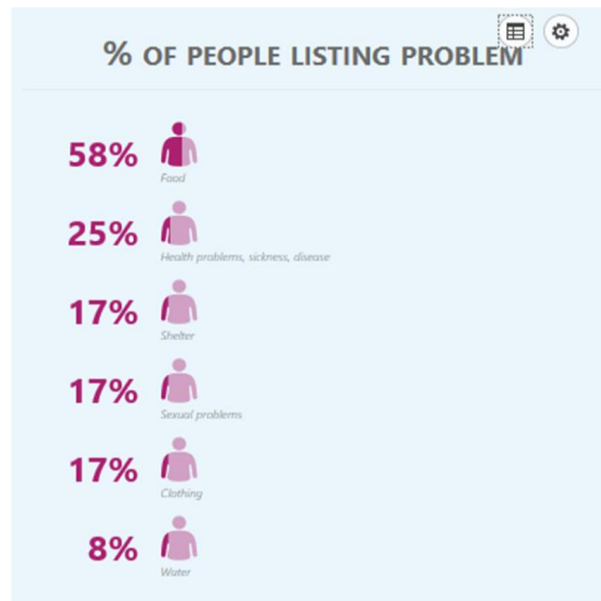 % OF PEOPLE LISTING PROBLEM
58%
Food
25%
Health problems, sickness, disease
17%
Shelter
17%
Sexual problems
17%
Clothing
8%
Water